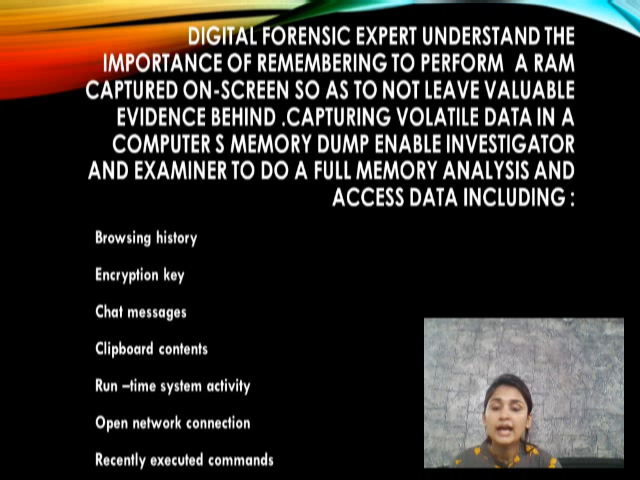 DIGITAL FORENSIC EXPERT UNDERSTAND THE
IMPORTANCE OF REMEMBERING TO PERFORM A RAM
CAPTURED ON-SCREEN SO AS TO NOT LEAVE VALUABLE
EVIDENCE BEHIND .CAPTURING VOLATILE DATA IN A
COMPUTER S MEMORY DUMP ENABLE INVESTIGATOR
AND EXAMINER TO DO A FULL MEMORY ANALYSIS AND
ACCESS DATA INCLUDING :
Browsing history
Encryption key
Chat messages
Clipboard contents
Run –time system activity
Open network connection
Recently executed commands